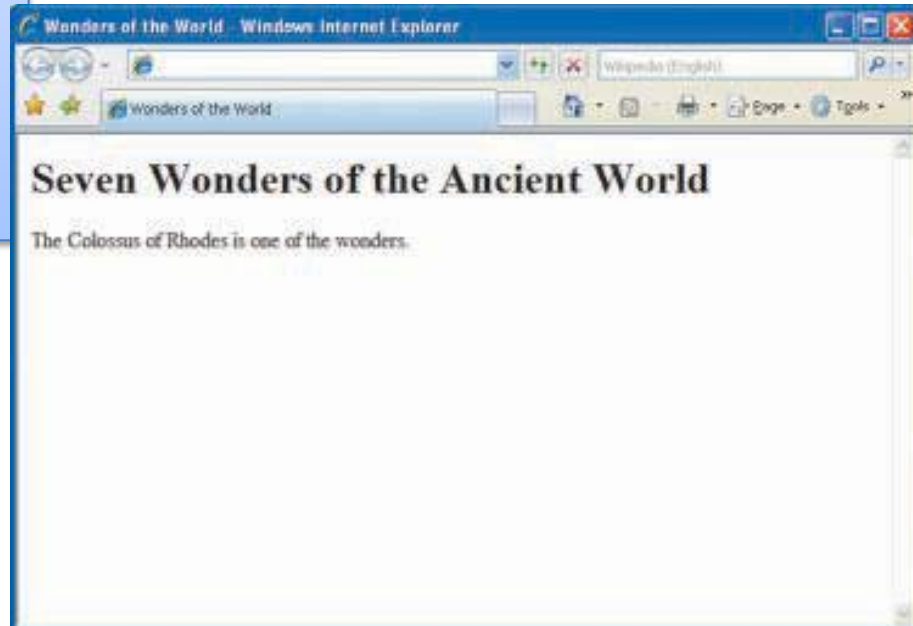 Wonders of the World - Windows Internet Explorer
Wikipedia (English)
Wonders of the World
Page
Tools
Seven Wonders of the Ancient World
The Colossus of Rhodes is one of the wonders.